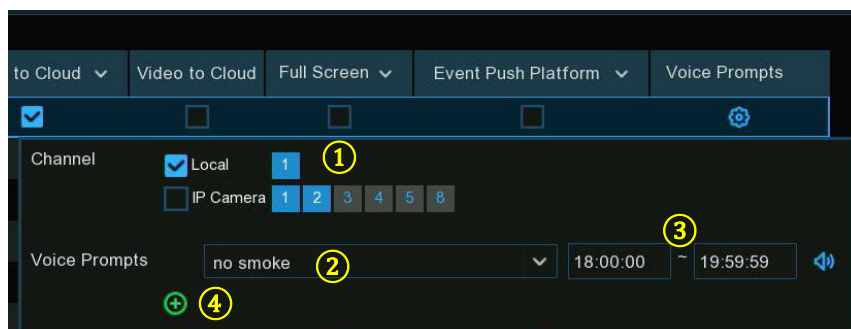 to Cloud Video to Cloud Full Screen Event Push Platform Voice Prompts
Channel Local 1 ①
IP Camera 1 2 3 4 5 8
③
Voice Prompts no smoke ② 18:00:00 ~ 19:59:59
④